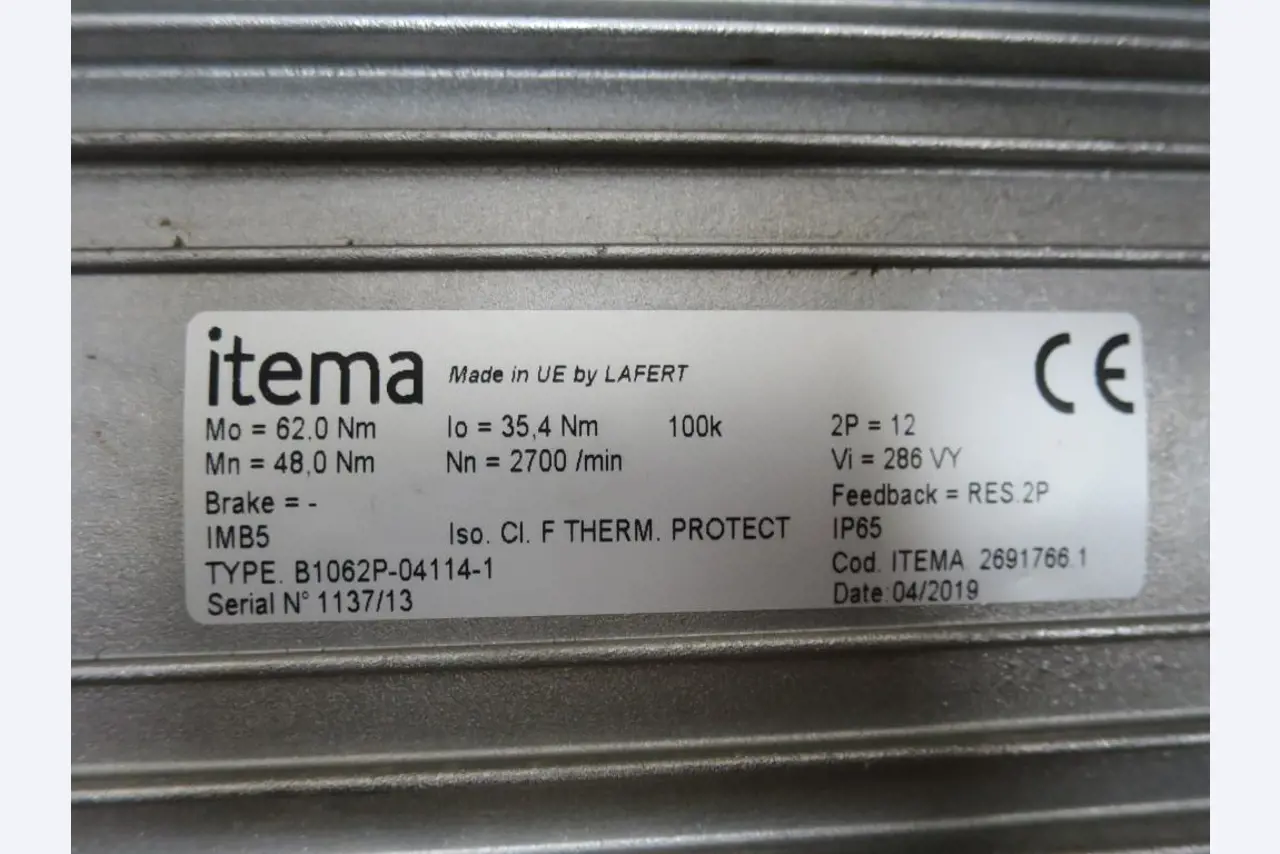 itema Made in UE by LAFERT CE
Mo = 62.0 Nm Io = 35,4 Nm 100k 2P = 12
Mn = 48,0 Nm Nn = 2700 /min Vi = 286 VY
Brake = - Feedback = RES.2P
IMB5 Iso. Cl. F THERM. PROTECT IP65
TYPE. B1062P-04114-1 Cod. ITEMA 2691766.1
Serial N° 1137/13 Date:04/2019